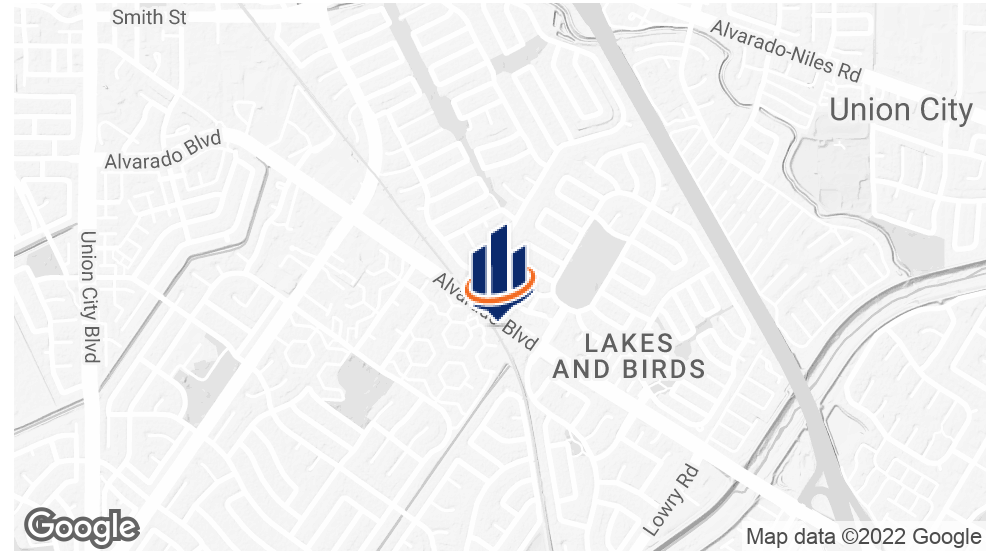 Smith St
Alvarado-Niles Rd
Union City
Alvarado Blvd
Union City Blvd
Alvarado Blvd
LAKES
AND BIRDS
Lowry Rd
Google
Map data ©2022 Google